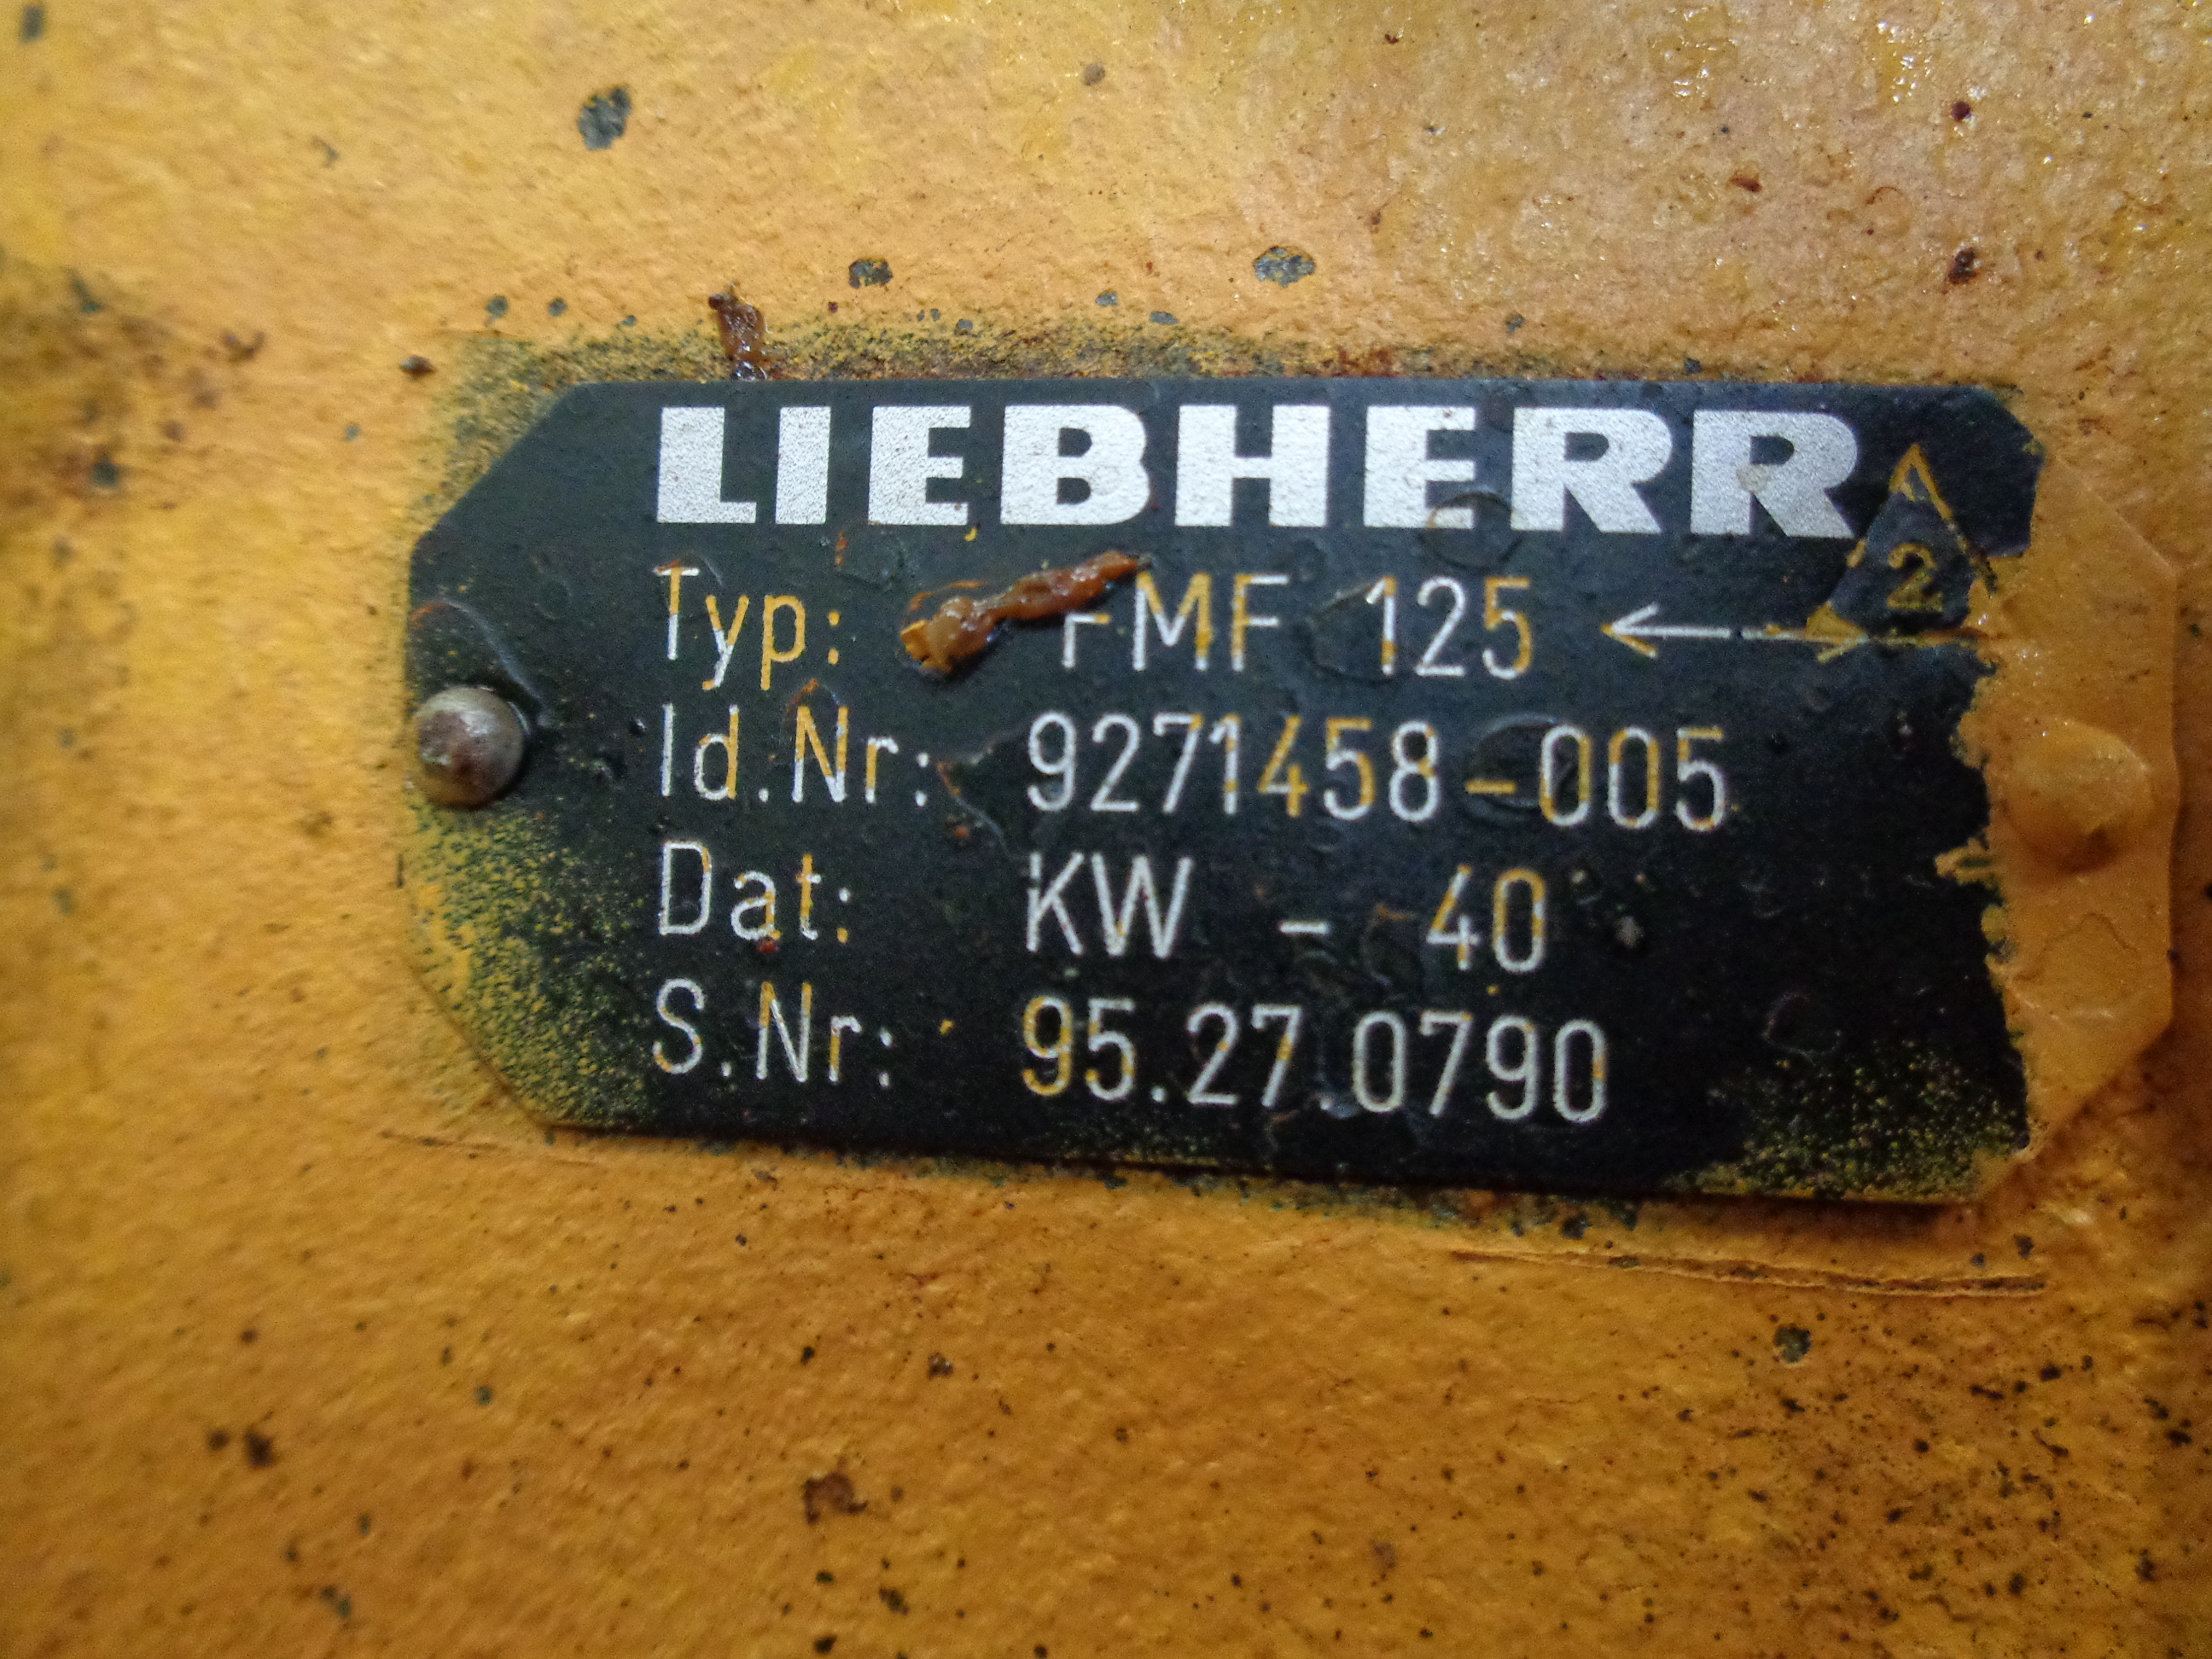 LIEBHERR
2
Typ: FMF 125
Id.Nr: 9271458-005
Dat: KW - 40
S.Nr: 95.27.0790